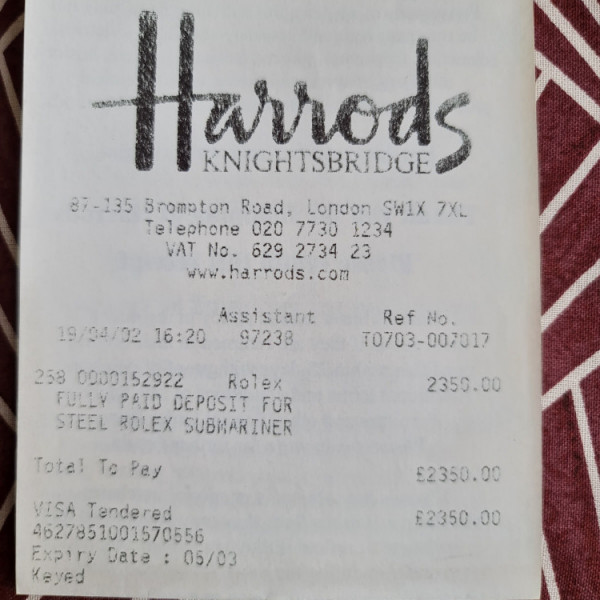 Harrods
KNIGHTSBRIDGE
87-135 Brompton Road, London SW1X 7XL
Telephone 020 7730 1234
VAT No. 629 2734 23
www.harrods.com
Assistant Ref No.
19/04/02 16:20 97238 T0703-007017
258 0000152922 Rolex 2350.00
FULLY PAID DEPOSIT FOR
STEEL ROLEX SUBMARINER
Total To Pay £2350.00
VISA Tendered £2350.00
4627851001570556
Expiry Date : 05/03
Keyed